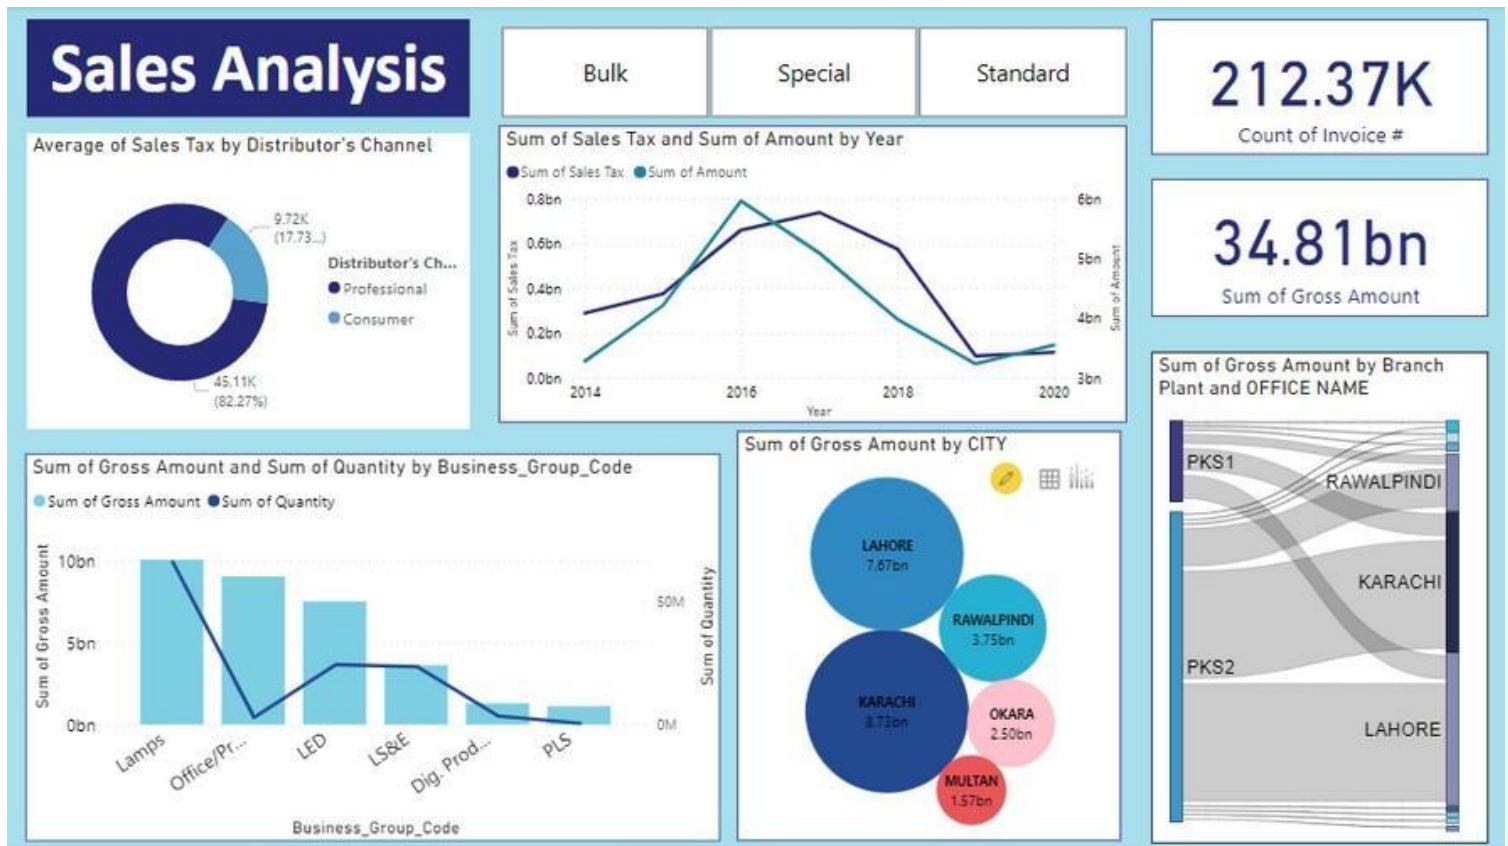 Sales Analysis
Bulk
Special
Standard
212.37K
Count of Invoice #
Average of Sales Tax by Distributor's Channel
9.72K
(17.73...)
Distributor's Ch...
Professional
Consumer
45.11K
(82.27%)
Sum of Sales Tax and Sum of Amount by Year
Sum of Sales Tax Sum of Amount
0.8bn
0.6bn
0.4bn
0.2bn
0.0bn
Sum of Sales Tax
6bn
5bn
4bn
3bn
Sum of Amount
2014 2016 2018 2020
Year
34.81bn
Sum of Gross Amount
Sum of Gross Amount and Sum of Quantity by Business_Group_Code
Sum of Gross Amount Sum of Quantity
10bn
5bn
0bn
Sum of Gross Amount
50M
0M
Sum of Quantity
Lamps Office/Pr... LED LS&E Dig. Prod... PLS
Business_Group_Code
Sum of Gross Amount by CITY
LAHORE
7.67bn
RAWALPINDI
3.75bn
KARACHI
8.73bn
OKARA
2.50bn
MULTAN
1.57bn
Sum of Gross Amount by Branch
Plant and OFFICE NAME
PKS1
RAWALPINDI
KARACHI
PKS2
LAHORE